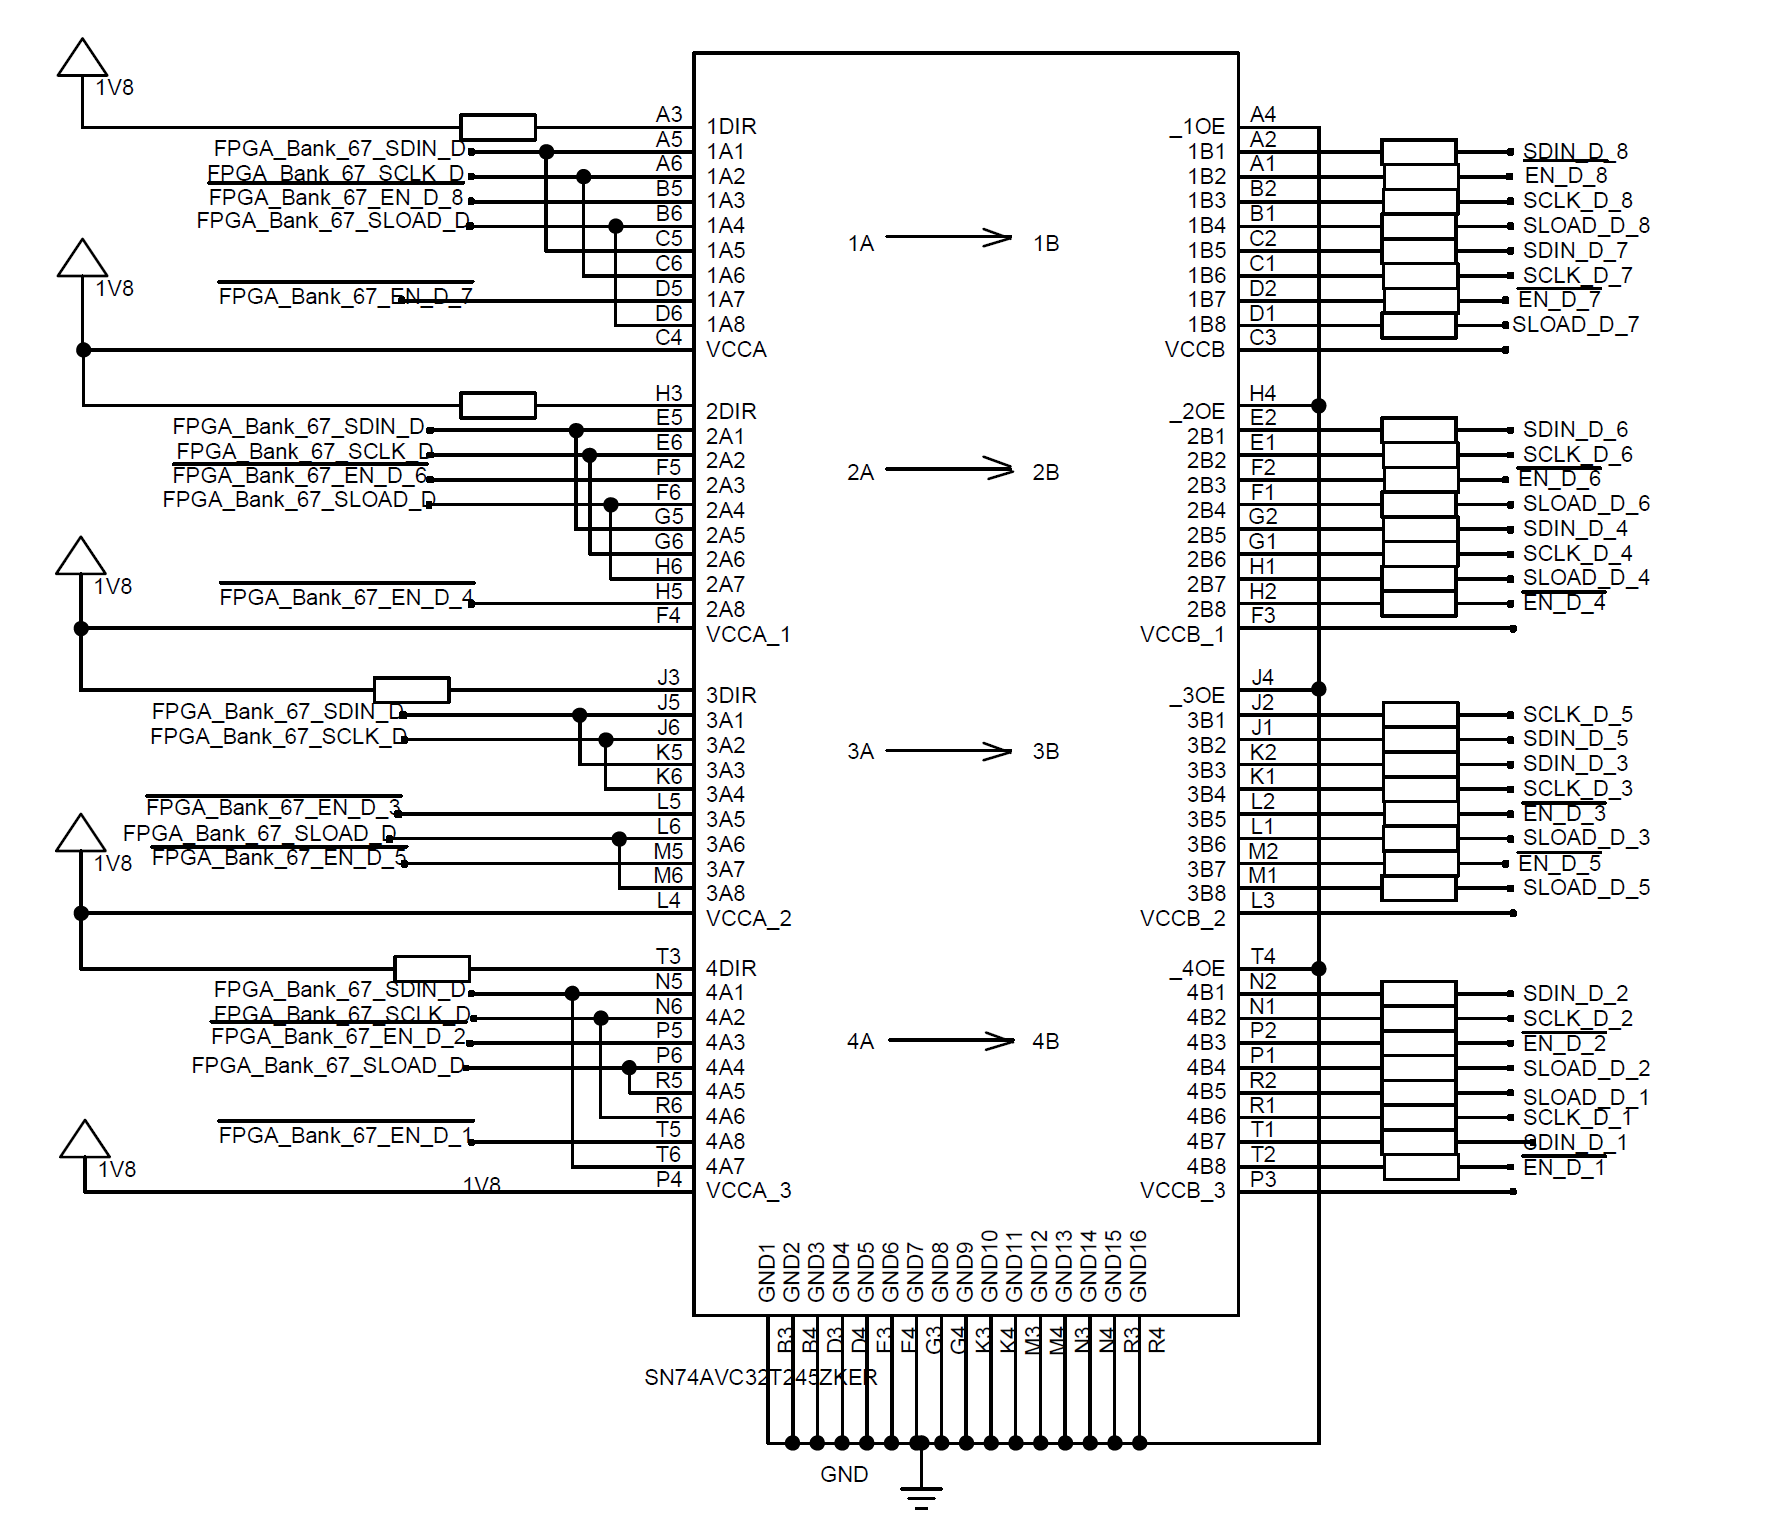 1V8
A3 1DIR _1OE A4
FPGA_Bank_67_SDIN_D A5 1A1 1B1 A2 SDIN_D_8
FPGA_Bank_67_SCLK_D A6 1A2 1B2 A1 EN_D_8
FPGA_Bank_67_EN_D_8 B5 1A3 1B3 B2 SCLK_D_8
FPGA_Bank_67_SLOAD_D B6 1A4 1B4 B1 SLOAD_D_8
C5 1A5 1B5 C2 SDIN_D_7
1A 1B
1V8
C6 1A6 1B6 C1 SCLK_D_7
FPGA_Bank_67_EN_D_7 D5 1A7 1B7 D2 EN_D_7
D6 1A8 1B8 D1 SLOAD_D_7
C4 VCCA VCCB C3
H3 2DIR _2OE H4
FPGA_Bank_67_SDIN_D E5 2A1 2B1 E2 SDIN_D_6
FPGA_Bank_67_SCLK_D E6 2A2 2B2 E1 SCLK_D_6
FPGA_Bank_67_EN_D_6 F5 2A3 2B3 F2 EN_D_6
2A 2B
FPGA_Bank_67_SLOAD_D F6 2A4 2B4 F1 SLOAD_D_6
G5 2A5 2B5 G2 SDIN_D_4
G6 2A6 2B6 G1 SCLK_D_4
1V8
H6 2A7 2B7 H1 SLOAD_D_4
FPGA_Bank_67_EN_D_4 H5 2A8 2B8 H2 EN_D_4
F4 VCCA_1 VCCB_1 F3
J3 3DIR _3OE J4
FPGA_Bank_67_SDIN_D J5 3A1 3B1 J2 SCLK_D_5
FPGA_Bank_67_SCLK_D J6 3A2 3B2 J1 SDIN_D_5
3A 3B
K5 3A3 3B3 K2 SDIN_D_3
K6 3A4 3B4 K1 SCLK_D_3
FPGA_Bank_67_EN_D_3 L5 3A5 3B5 L2 EN_D_3
FPGA_Bank_67_SLOAD_D L6 3A6 3B6 L1 SLOAD_D_3
1V8
FPGA_Bank_67_EN_D_5 M5 3A7 3B7 M2 EN_D_5
M6 3A8 3B8 M1 SLOAD_D_5
L4 VCCA_2 VCCB_2 L3
T3 4DIR _4OE T4
FPGA_Bank_67_SDIN_D N5 4A1 4B1 N2 SDIN_D_2
FPGA_Bank_67_SCLK_D N6 4A2 4B2 N1 SCLK_D_2
FPGA_Bank_67_EN_D_2 P5 4A3 4B3 P2 EN_D_2
4A 4B
FPGA_Bank_67_SLOAD_D P6 4A4 4B4 P1 SLOAD_D_2
R5 4A5 4B5 R2 SLOAD_D_1
R6 4A6 4B6 R1 SCLK_D_1
FPGA_Bank_67_EN_D_1 T5 4A8 4B7 T1 SDIN_D_1
T6 4A7 4B8 T2 EN_D_1
1V8
1V8 P4 VCCA_3 VCCB_3 P3
GND1 GND2 GND3 GND4 GND5 GND6 GND7 GND8 GND9 GND10 GND11 GND12 GND13 GND14 GND15 GND16
B3 B4 D3 D4 E3 E4 G3 G4 K3 K4 M3 M4 N3 N4 R3 R4
SN74AVC32T245ZKER
GND